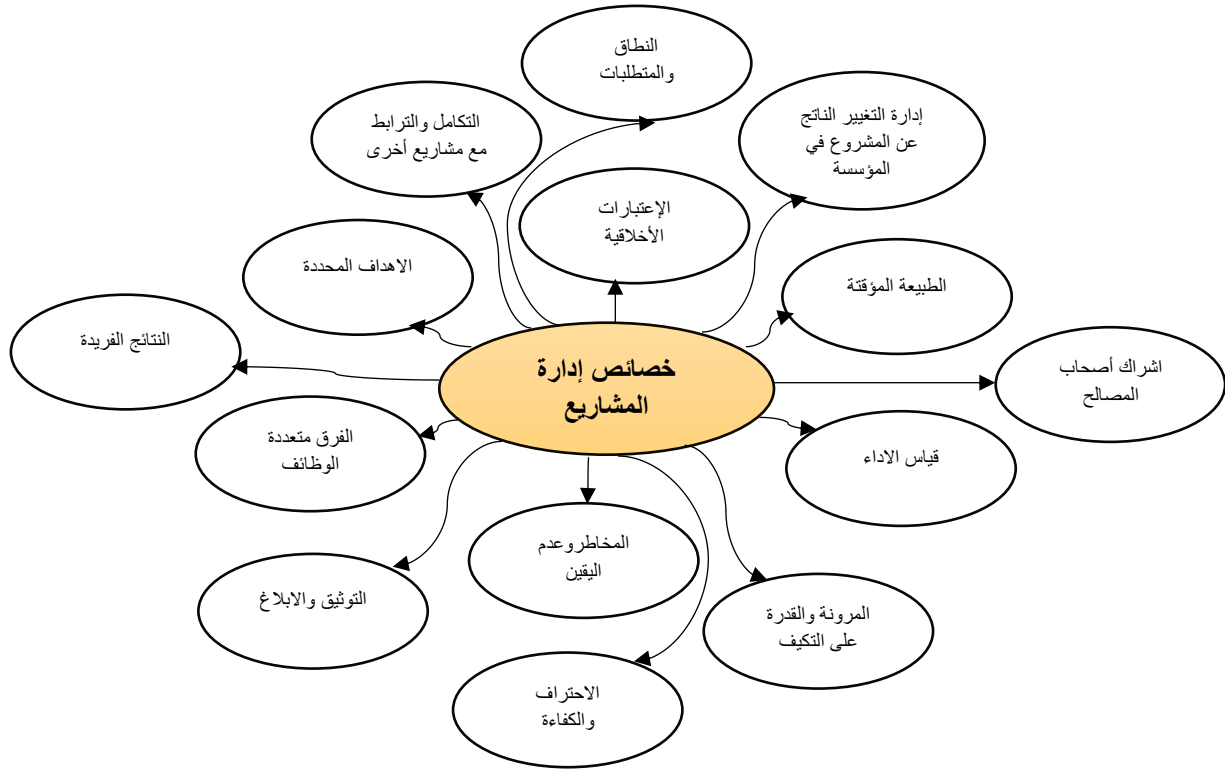 النطاق
والمتطلبات
إدارة التغيير الناتج
عن المشروع في
المؤسسة
التكامل والترابط
مع مشاريع أخرى
الإعتبارات
الأخلاقية
الطبيعة المؤقتة
الاهداف المحددة
اشراك أصحاب
المصالح
النتائج الفريدة
خصائص إدارة
المشاريع
قياس الاداء
الفرق متعددة
الوظائف
المخاطروعدم
اليقين
المرونة والقدرة
على التكيف
التوثيق والابلاغ
الاحتراف
والكفاءة